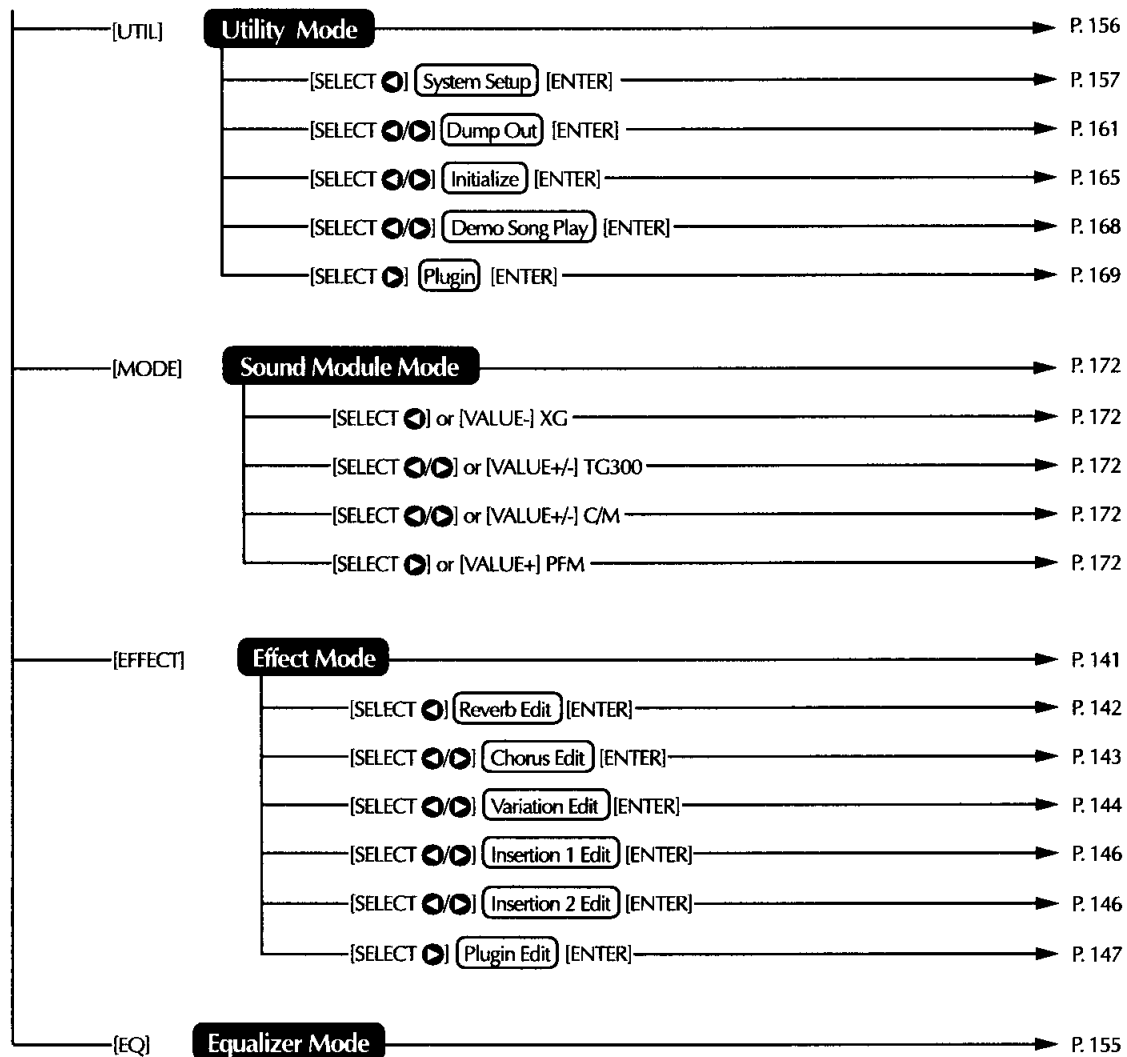 [UTIL] Utility Mode P. 156
[SELECT ◀] System Setup [ENTER] P. 157
[SELECT ◀/▶] Dump Out [ENTER] P. 161
[SELECT ◀/▶] Initialize [ENTER] P. 165
[SELECT ◀/▶] Demo Song Play [ENTER] P. 168
[SELECT ▶] Plugin [ENTER] P. 169
[MODE] Sound Module Mode P. 172
[SELECT ◀] or [VALUE-] XG P. 172
[SELECT ◀/▶] or [VALUE+/-] TG300 P. 172
[SELECT ◀/▶] or [VALUE+/-] C/M P. 172
[SELECT ▶] or [VALUE+] PFM P. 172
[EFFECT] Effect Mode P. 141
[SELECT ◀] Reverb Edit [ENTER] P. 142
[SELECT ◀/▶] Chorus Edit [ENTER] P. 143
[SELECT ◀/▶] Variation Edit [ENTER] P. 144
[SELECT ◀/▶] Insertion 1 Edit [ENTER] P. 146
[SELECT ◀/▶] Insertion 2 Edit [ENTER] P. 146
[SELECT ▶] Plugin Edit [ENTER] P. 147
[EQ] Equalizer Mode P. 155